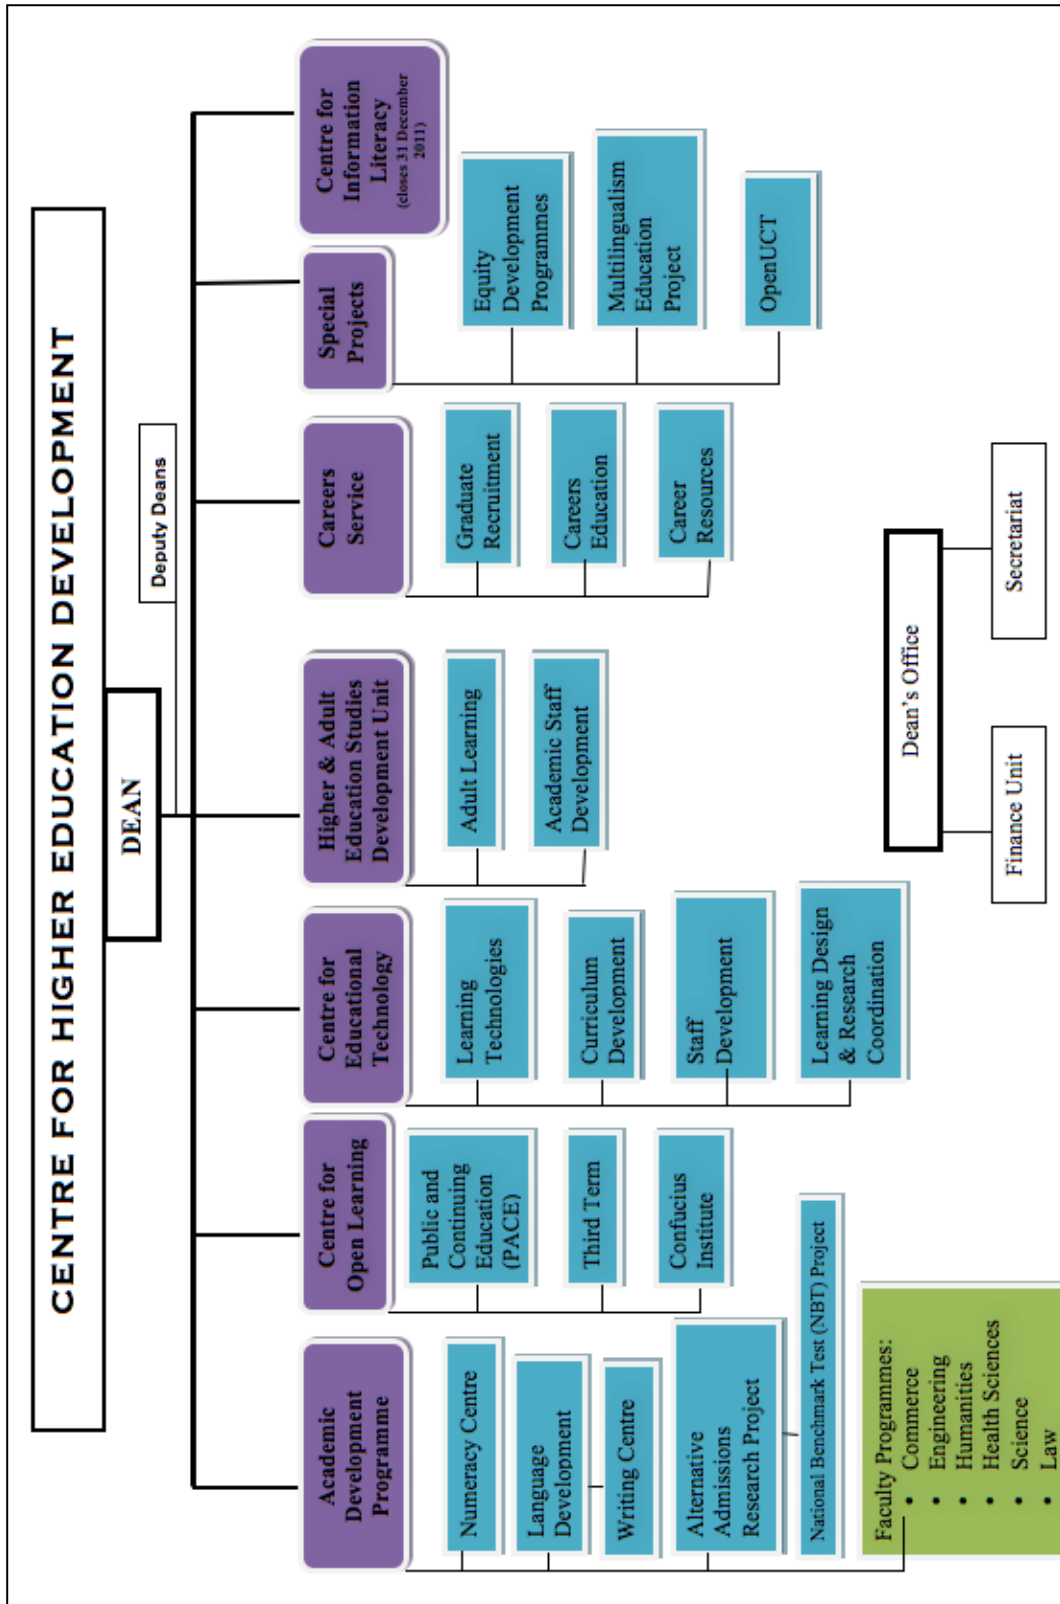 CENTRE FOR HIGHER EDUCATION DEVELOPMENT
DEAN
Deputy Deans
Academic
Development
Programme
Numeracy Centre
Language
Development
Writing Centre
Alternative
Admissions
Research Project
National Benchmark Test (NBT) Project
Faculty Programmes:
• Commerce
• Engineering
• Humanities
• Health Sciences
• Science
• Law
Centre for
Open Learning
Public and
Continuing
Education
(PACE)
Third Term
Confucius
Institute
Centre for
Educational
Technology
Learning
Technologies
Curriculum
Development
Staff
Development
Learning Design
& Research
Coordination
Higher & Adult
Education Studies
Development Unit
Adult Learning
Academic Staff
Development
Careers
Service
Graduate
Recruitment
Careers
Education
Career
Resources
Special
Projects
Equity
Development
Programmes
Multilingualism
Education
Project
OpenUCT
Centre for
Information
Literacy
(closes 31 December
2011)
Dean's Office
Finance Unit
Secretariat